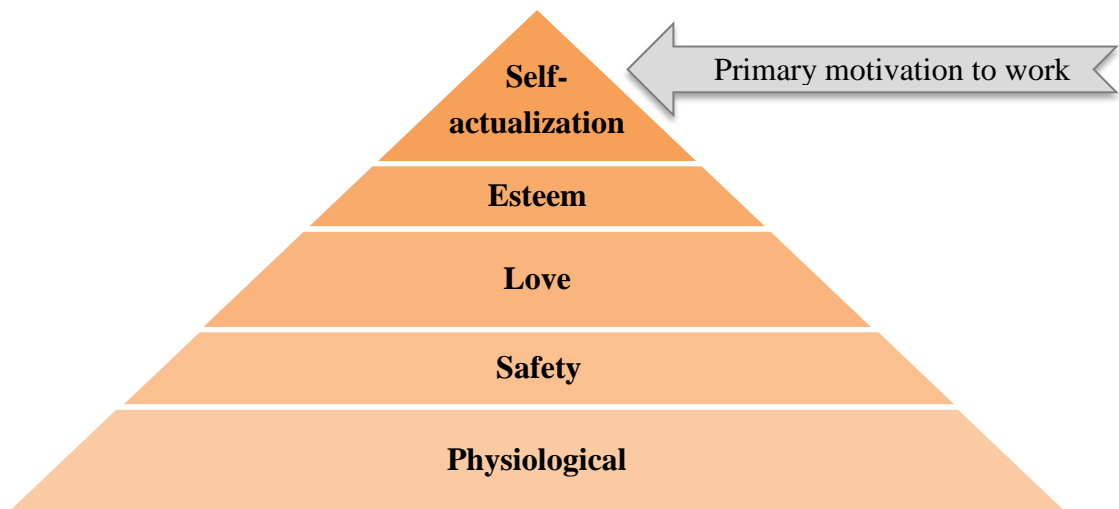 Primary motivation to work
Self-
actualization
Esteem
Love
Safety
Physiological